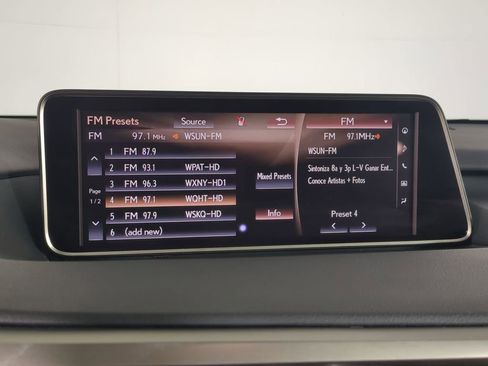 FM Presets Source FM
FM 97.1 MHz WSUN-FM FM 97.1MHz
1 FM 87.9 WSUN-FM
2 FM 93.1 WPAT-HD Sintoniza 8a y 3p L-V Ganar Ent...
3 FM 96.3 WXNY-HD1 Mixed Presets Conoce Artistas + Fotos
Page
1/2
4 FM 97.1 WQHT-HD
5 FM 97.9 WSKQ-HD Info Preset 4
6 (add new)